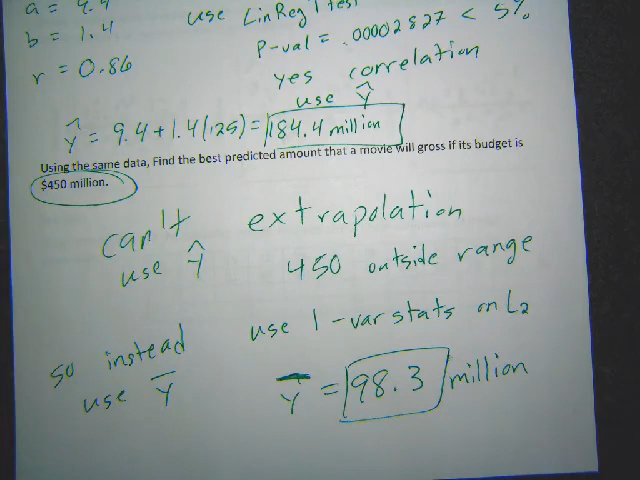 a = 9.4 use LinReg T test
b = 1.4 P-val = .00002827 < 5%
r = 0.86 yes correlation
use Ŷ
Ŷ = 9.4 + 1.4(125) = 184.4 million
Using the same data, Find the best predicted amount that a movie will gross if its budget is
$450 million.
can't extrapolation
use Ŷ 450 outside range
so instead use 1-var stats on L2
use Y̅ Y̅ = 198.3 million